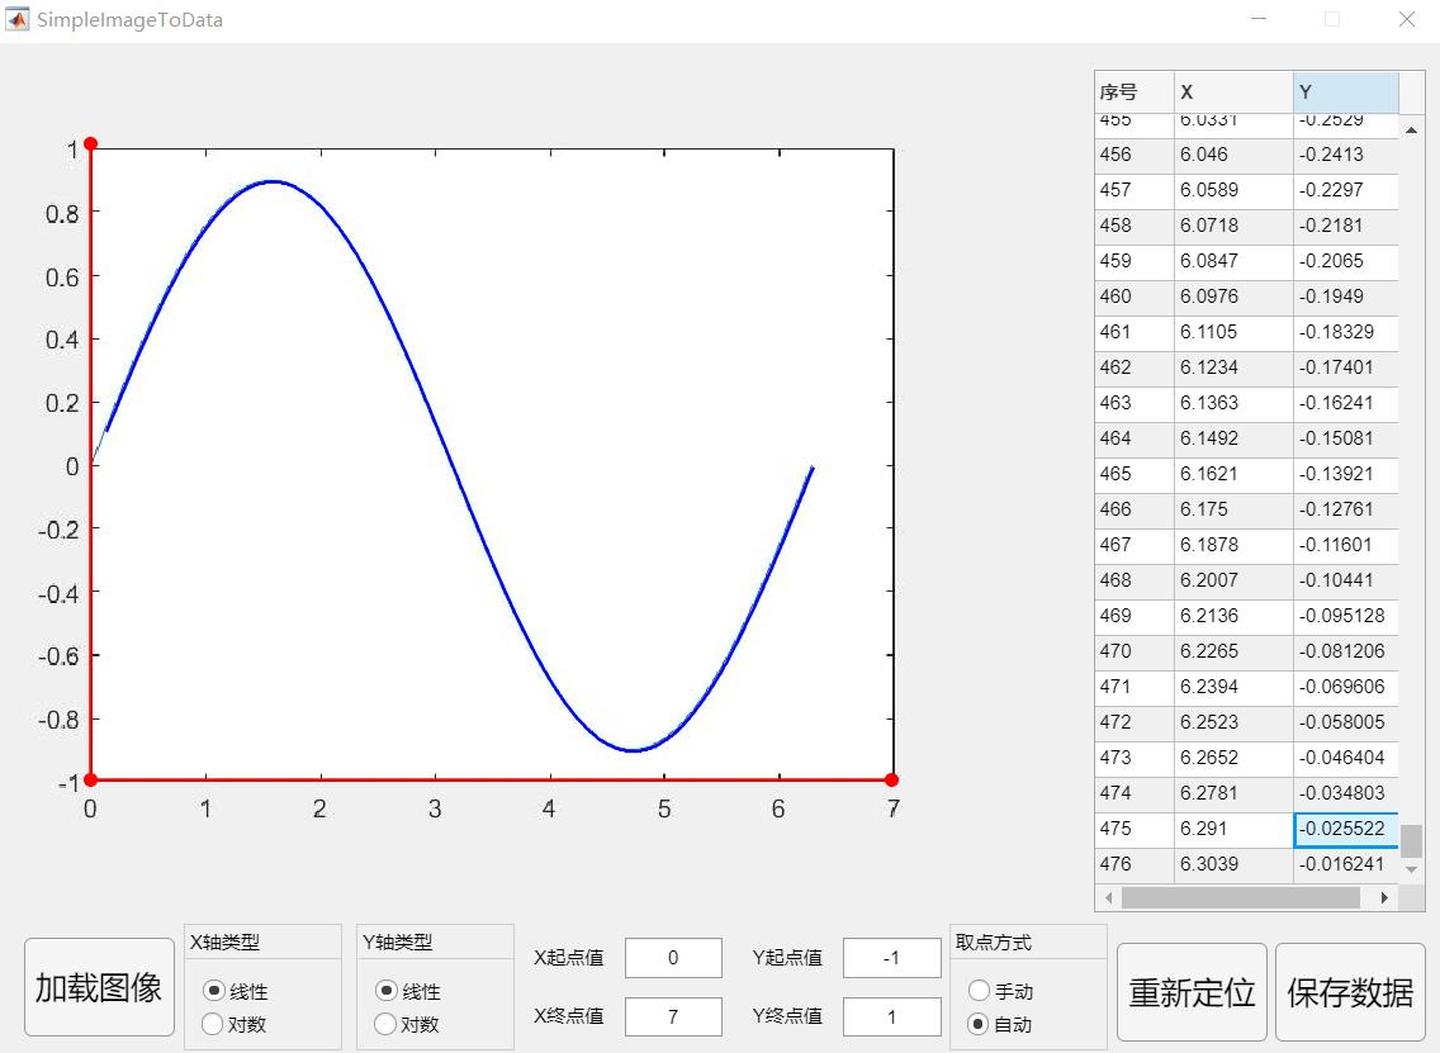 SimpleImageToData
序号 X Y
455 6.0331 -0.2529
456 6.046 -0.2413
457 6.0589 -0.2297
458 6.0718 -0.2181
459 6.0847 -0.2065
460 6.0976 -0.1949
461 6.1105 -0.18329
462 6.1234 -0.17401
463 6.1363 -0.16241
464 6.1492 -0.15081
465 6.1621 -0.13921
466 6.175 -0.12761
467 6.1878 -0.11601
468 6.2007 -0.10441
469 6.2136 -0.095128
470 6.2265 -0.081206
471 6.2394 -0.069606
472 6.2523 -0.058005
473 6.2652 -0.046404
474 6.2781 -0.034803
475 6.291 -0.025522
476 6.3039 -0.016241
1
0.8
0.6
0.4
0.2
0
-0.2
-0.4
-0.6
-0.8
-1
0 1 2 3 4 5 6 7
加载图像
X轴类型
线性
对数
Y轴类型
线性
对数
X起点值 0
X终点值 7
Y起点值 -1
Y终点值 1
取点方式
手动
自动
重新定位
保存数据